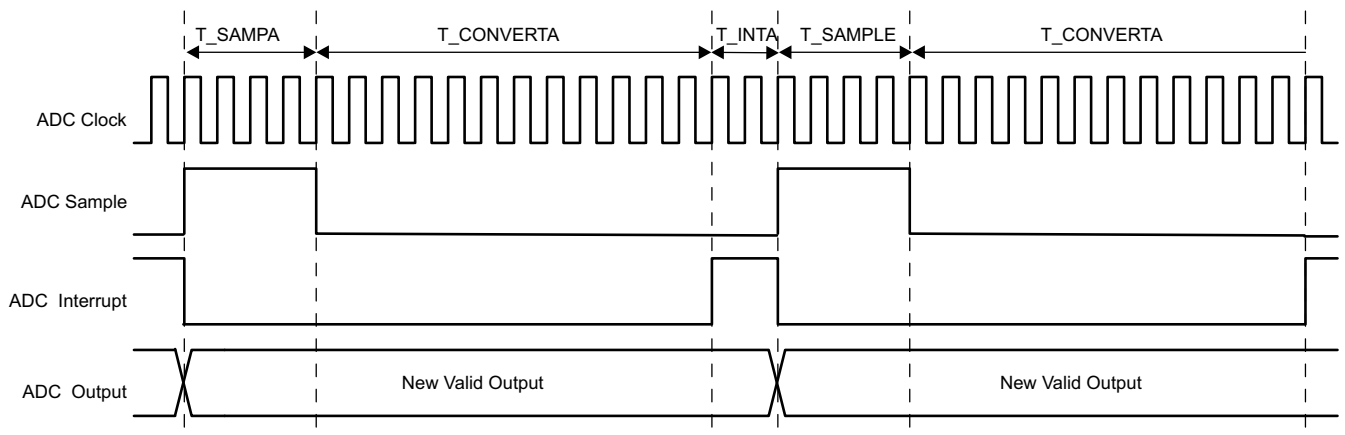 T_SAMPA T_CONVERTA T_INTA T_SAMPLE T_CONVERTA
ADC Clock
ADC Sample
ADC Interrupt
ADC Output New Valid Output New Valid Output